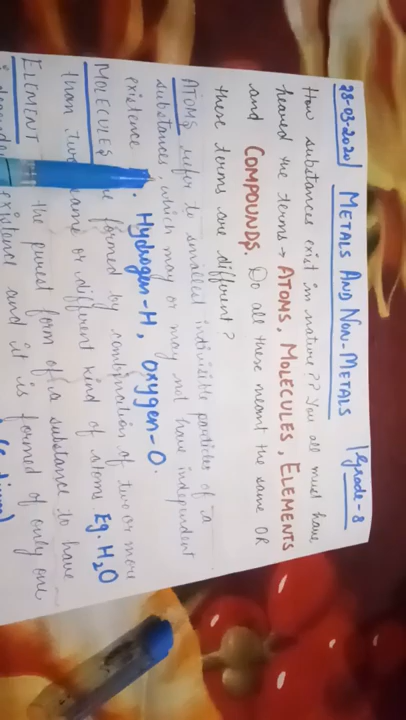 28-03-2020 METALS AND NON-METALS Grade-8
How substances exist in nature?? You all must have
heared the terms → ATOMS, MOLECULES, ELEMENTS
and COMPOUNDS. Do all these meant the same OR
these terms are different?
ATOMS refer to smallest indivisible particles of a
substances, which may or may not have independent
existence. Hydrogen-H, Oxygen-O.
MOLECULES formed by combination of two or more
than two same or different kind of atoms. Eg. H2O
ELEMENT the purest form of a substance to have
existence and it is formed of only one